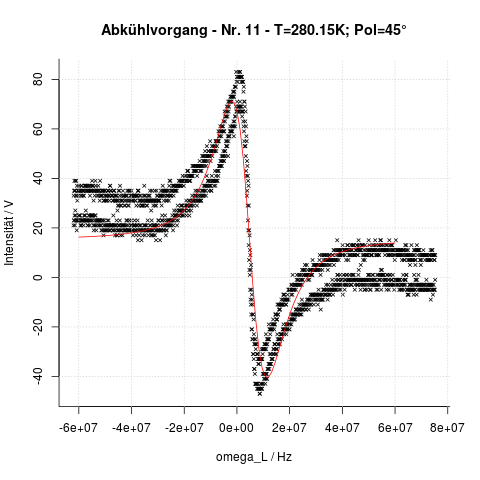 Abkühlvorgang - Nr. 11 - T=280.15K; Pol=45°
Intensität / V
80
60
40
20
0
-20
-40
-6e+07 -4e+07 -2e+07 0e+00 2e+07 4e+07 6e+07 8e+07
omega_L / Hz